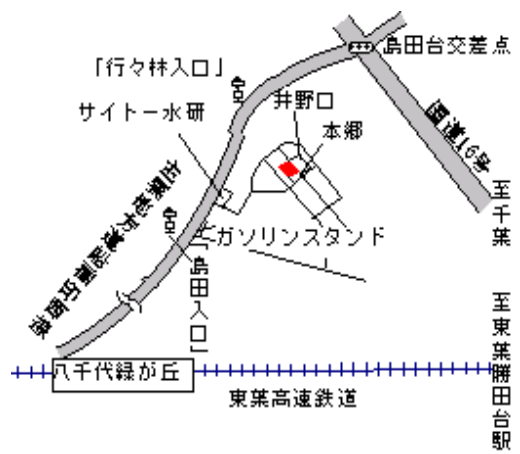 島田台交差点
「行々林入口」
井野口
サイトー水研
本郷
国道16号
至千葉
ガソリンスタンド
「島田入口」
至東葉勝田台駅
八千代緑が丘
東葉高速鉄道